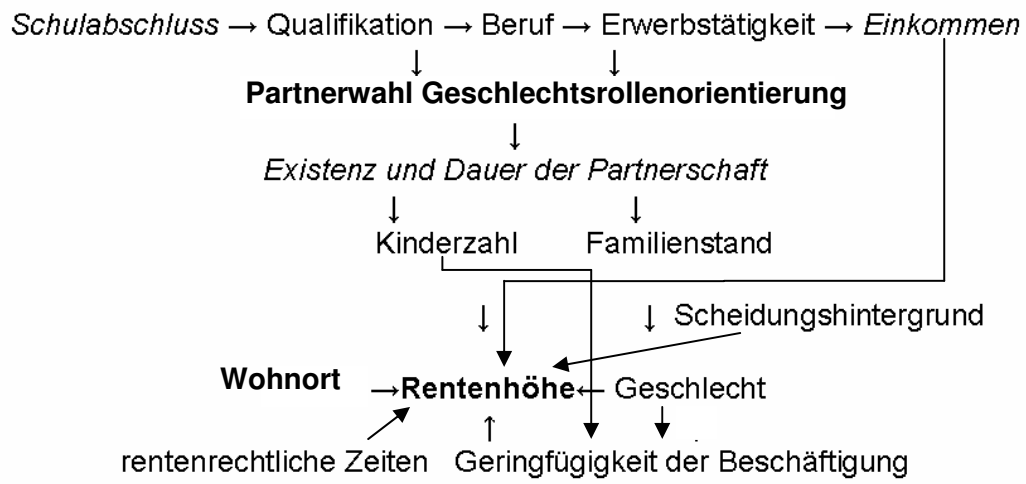 Schulabschluss → Qualifikation → Beruf → Erwerbstätigkeit → Einkommen
↓ ↓
Partnerwahl Geschlechtsrollenorientierung
↓
Existenz und Dauer der Partnerschaft
↓ ↓
Kinderzahl Familienstand
↓ ↓ Scheidungshintergrund
Wohnort →Rentenhöhe← Geschlecht
↑
rentenrechtliche Zeiten Geringfügigkeit der Beschäftigung